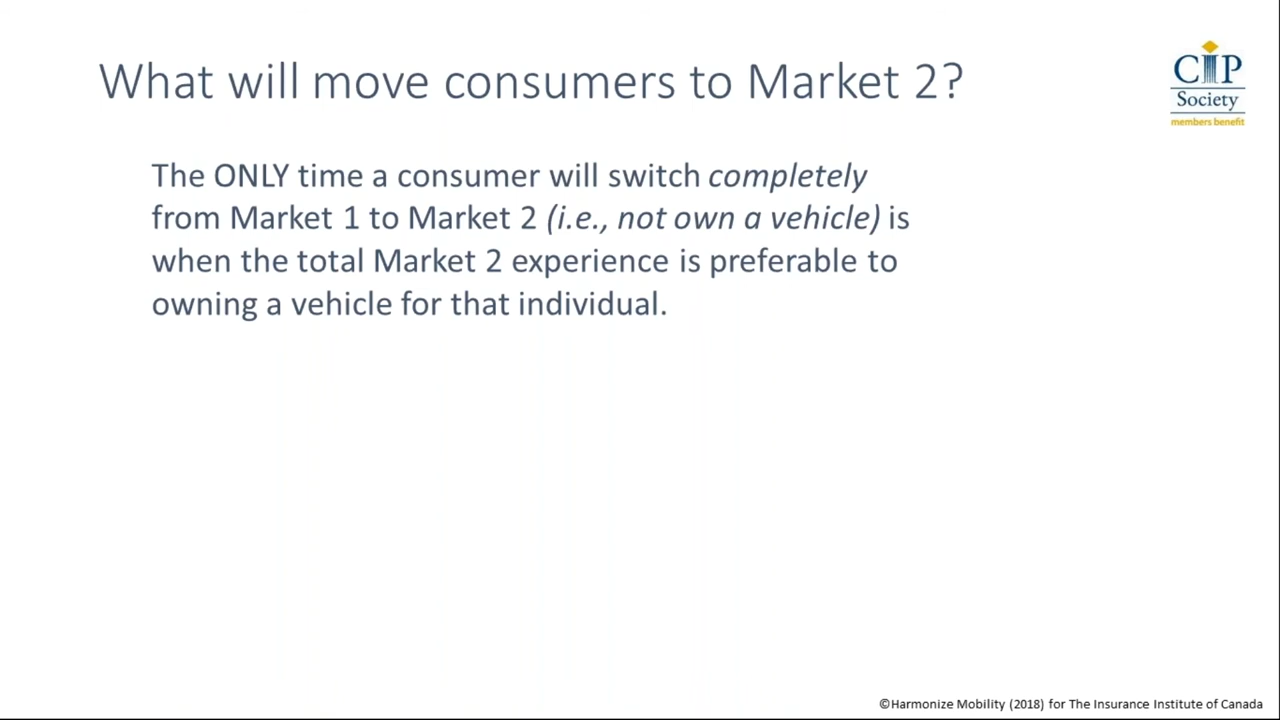 What will move consumers to Market 2?
CIP
Society
members benefit
The ONLY time a consumer will switch completely
from Market 1 to Market 2 (i.e., not own a vehicle) is
when the total Market 2 experience is preferable to
owning a vehicle for that individual.
©Harmonize Mobility (2018) for The Insurance Institute of Canada